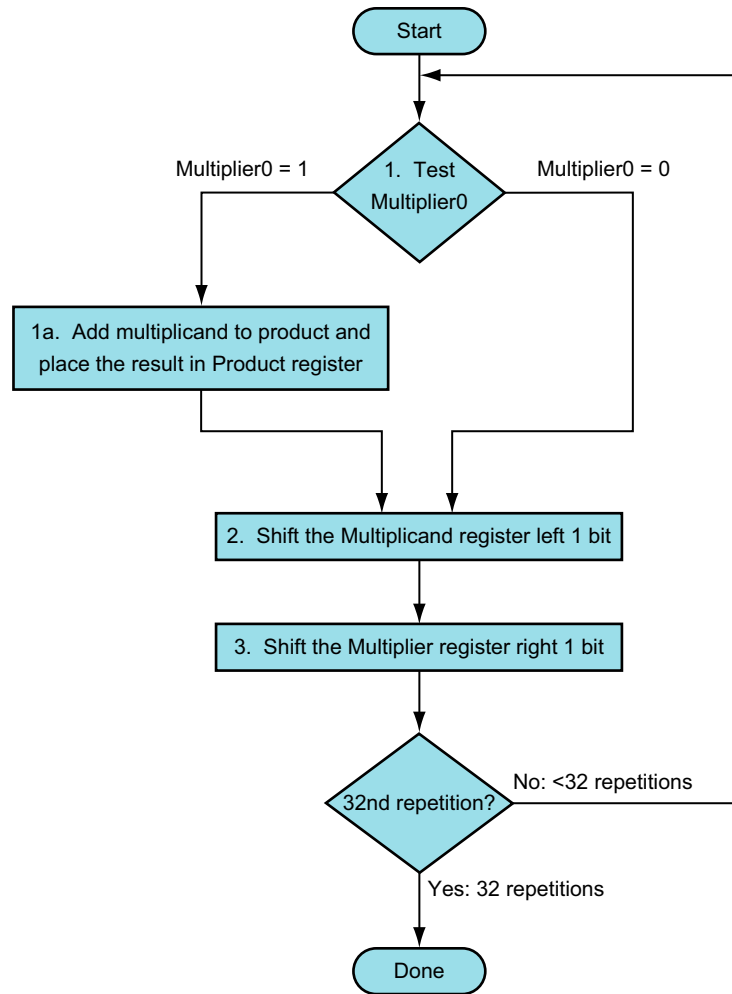 Start
Multiplier0 = 1
1. Test
Multiplier0
Multiplier0 = 0
1a. Add multiplicand to product and
place the result in Product register
2. Shift the Multiplicand register left 1 bit
3. Shift the Multiplier register right 1 bit
32nd repetition?
No: <32 repetitions
Yes: 32 repetitions
Done